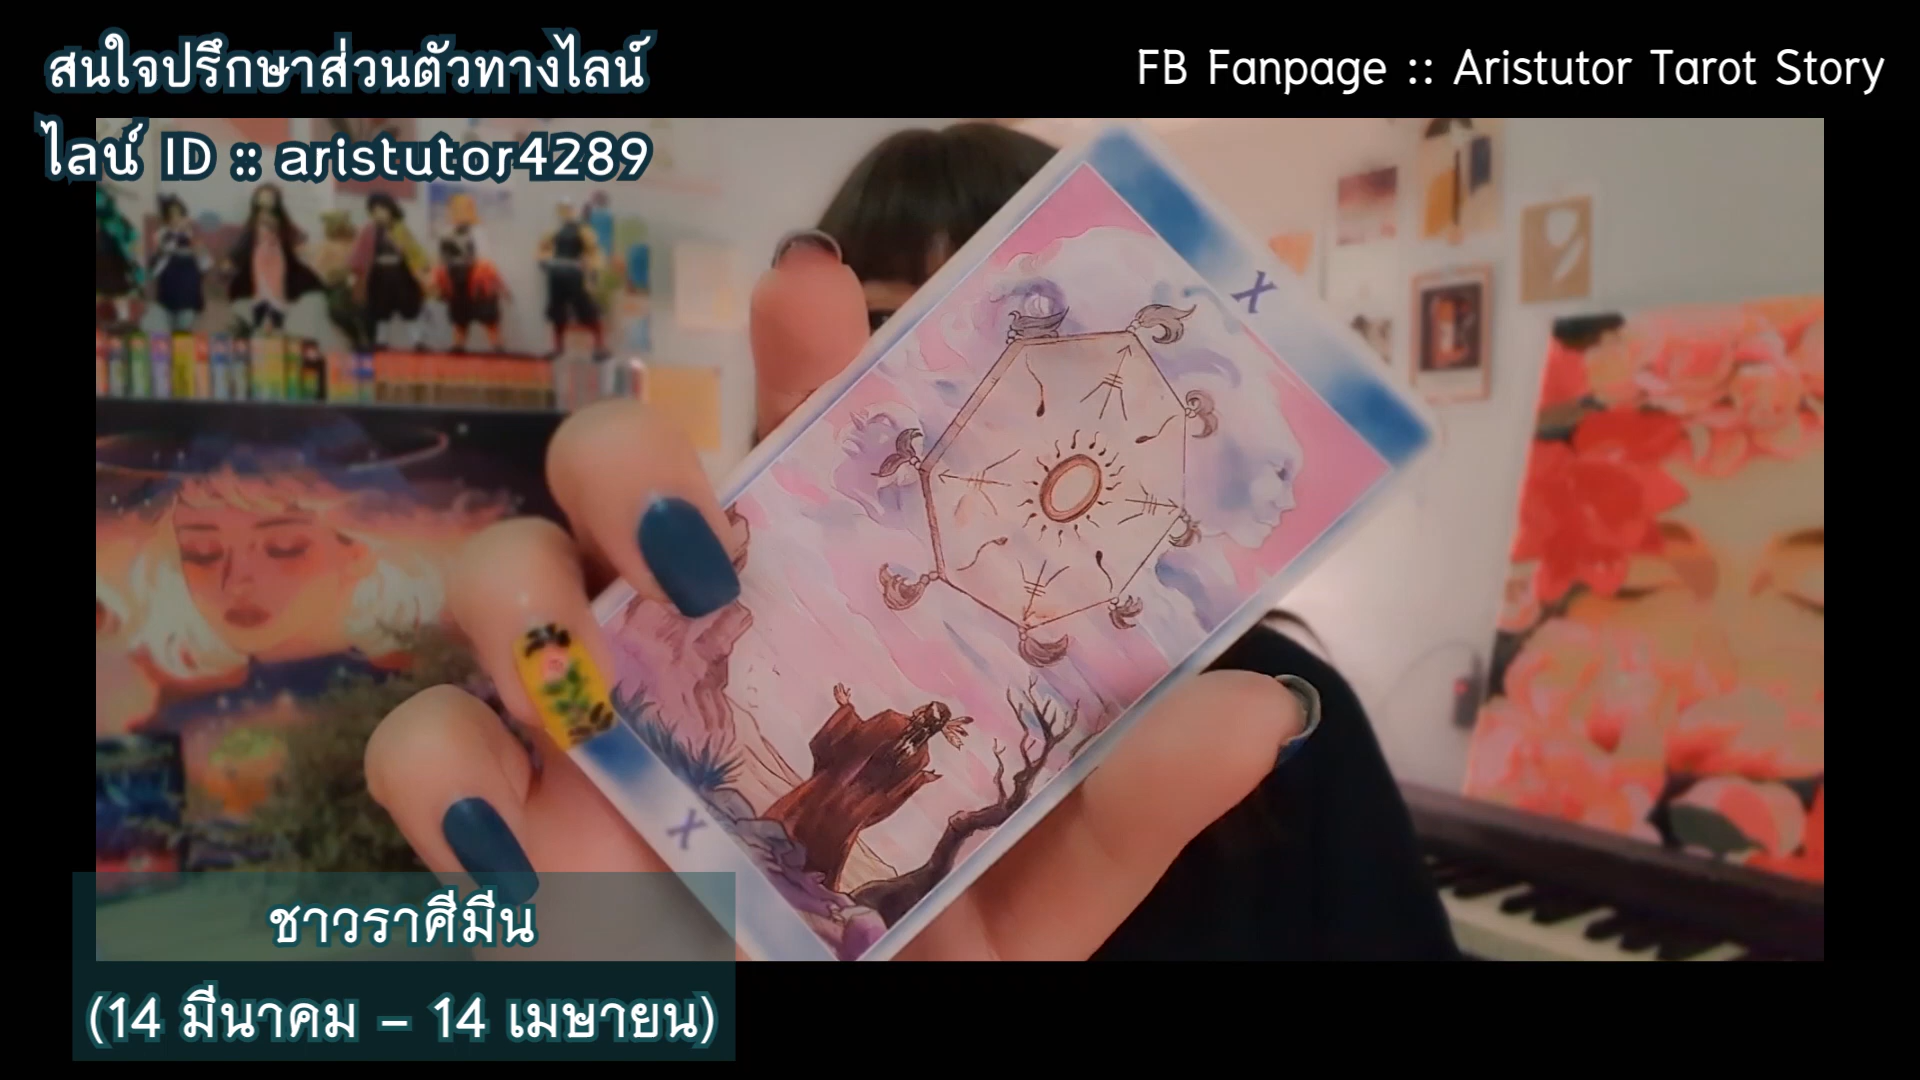 สนใจปรึกษาส่วนตัวทางไลน์
ไลน์ ID :: aristutor4289
FB Fanpage :: Aristutor Tarot Story
X
X
ชาวราศีมีน
(14 มีนาคม – 14 เมษายน)